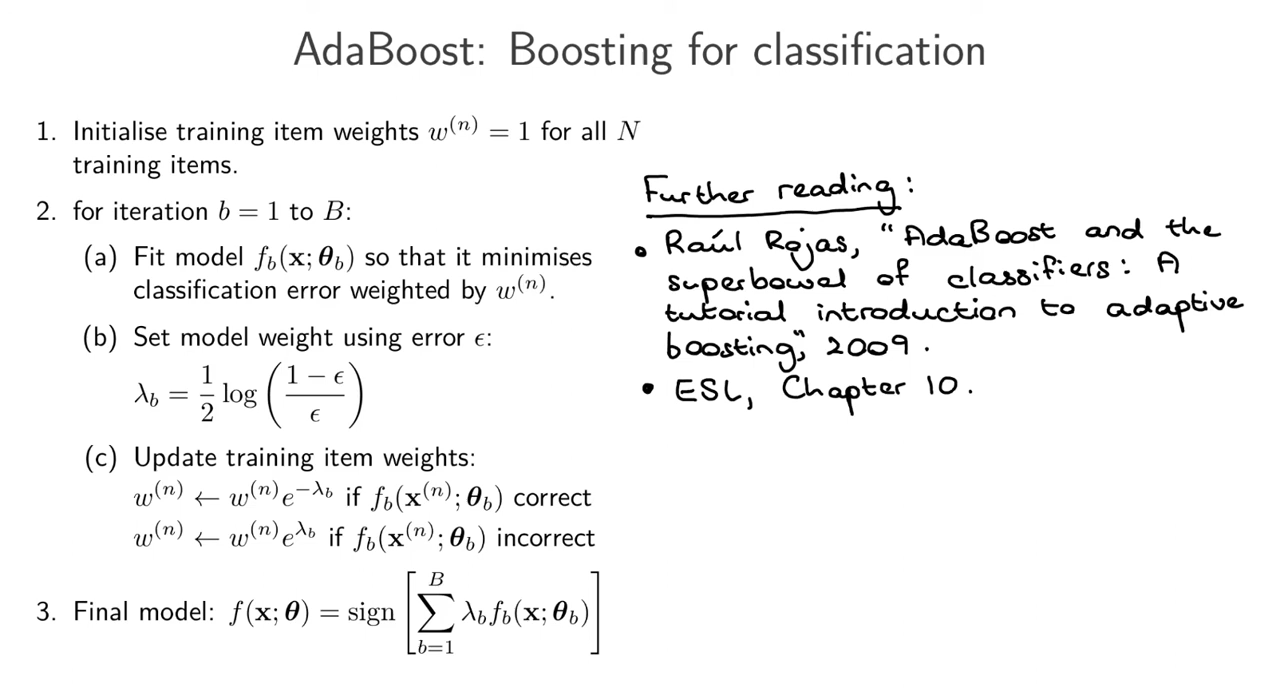 AdaBoost: Boosting for classification
1. Initialise training item weights w^(n) = 1 for all N
training items.
2. for iteration b = 1 to B:
(a) Fit model f_b(x; θ_b) so that it minimises
classification error weighted by w^(n).
(b) Set model weight using error ϵ:
λ_b = 1/2 log((1 − ϵ)/ϵ)
(c) Update training item weights:
w^(n) ← w^(n) e^(−λ_b) if f_b(x^(n); θ_b) correct
w^(n) ← w^(n) e^(λ_b) if f_b(x^(n); θ_b) incorrect
3. Final model: f(x; θ) = sign [∑_{b=1}^{B} λ_b f_b(x; θ_b)]
Further reading:
• Raúl Rojas, "AdaBoost and the
superbowl of classifiers: A
tutorial introduction to adaptive
boosting," 2009.
• ESL, Chapter 10.